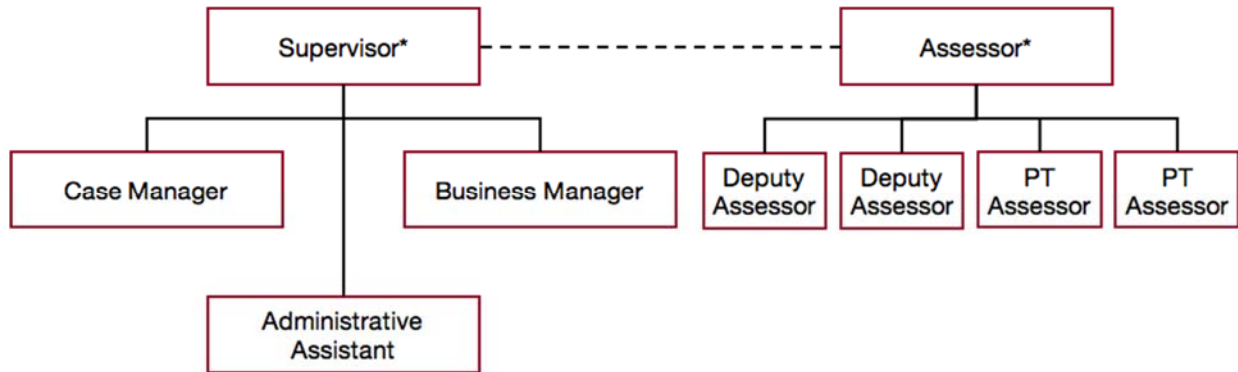 Supervisor*
Assessor*
Case Manager
Business Manager
Deputy
Assessor
Deputy
Assessor
PT
Assessor
PT
Assessor
Administrative
Assistant